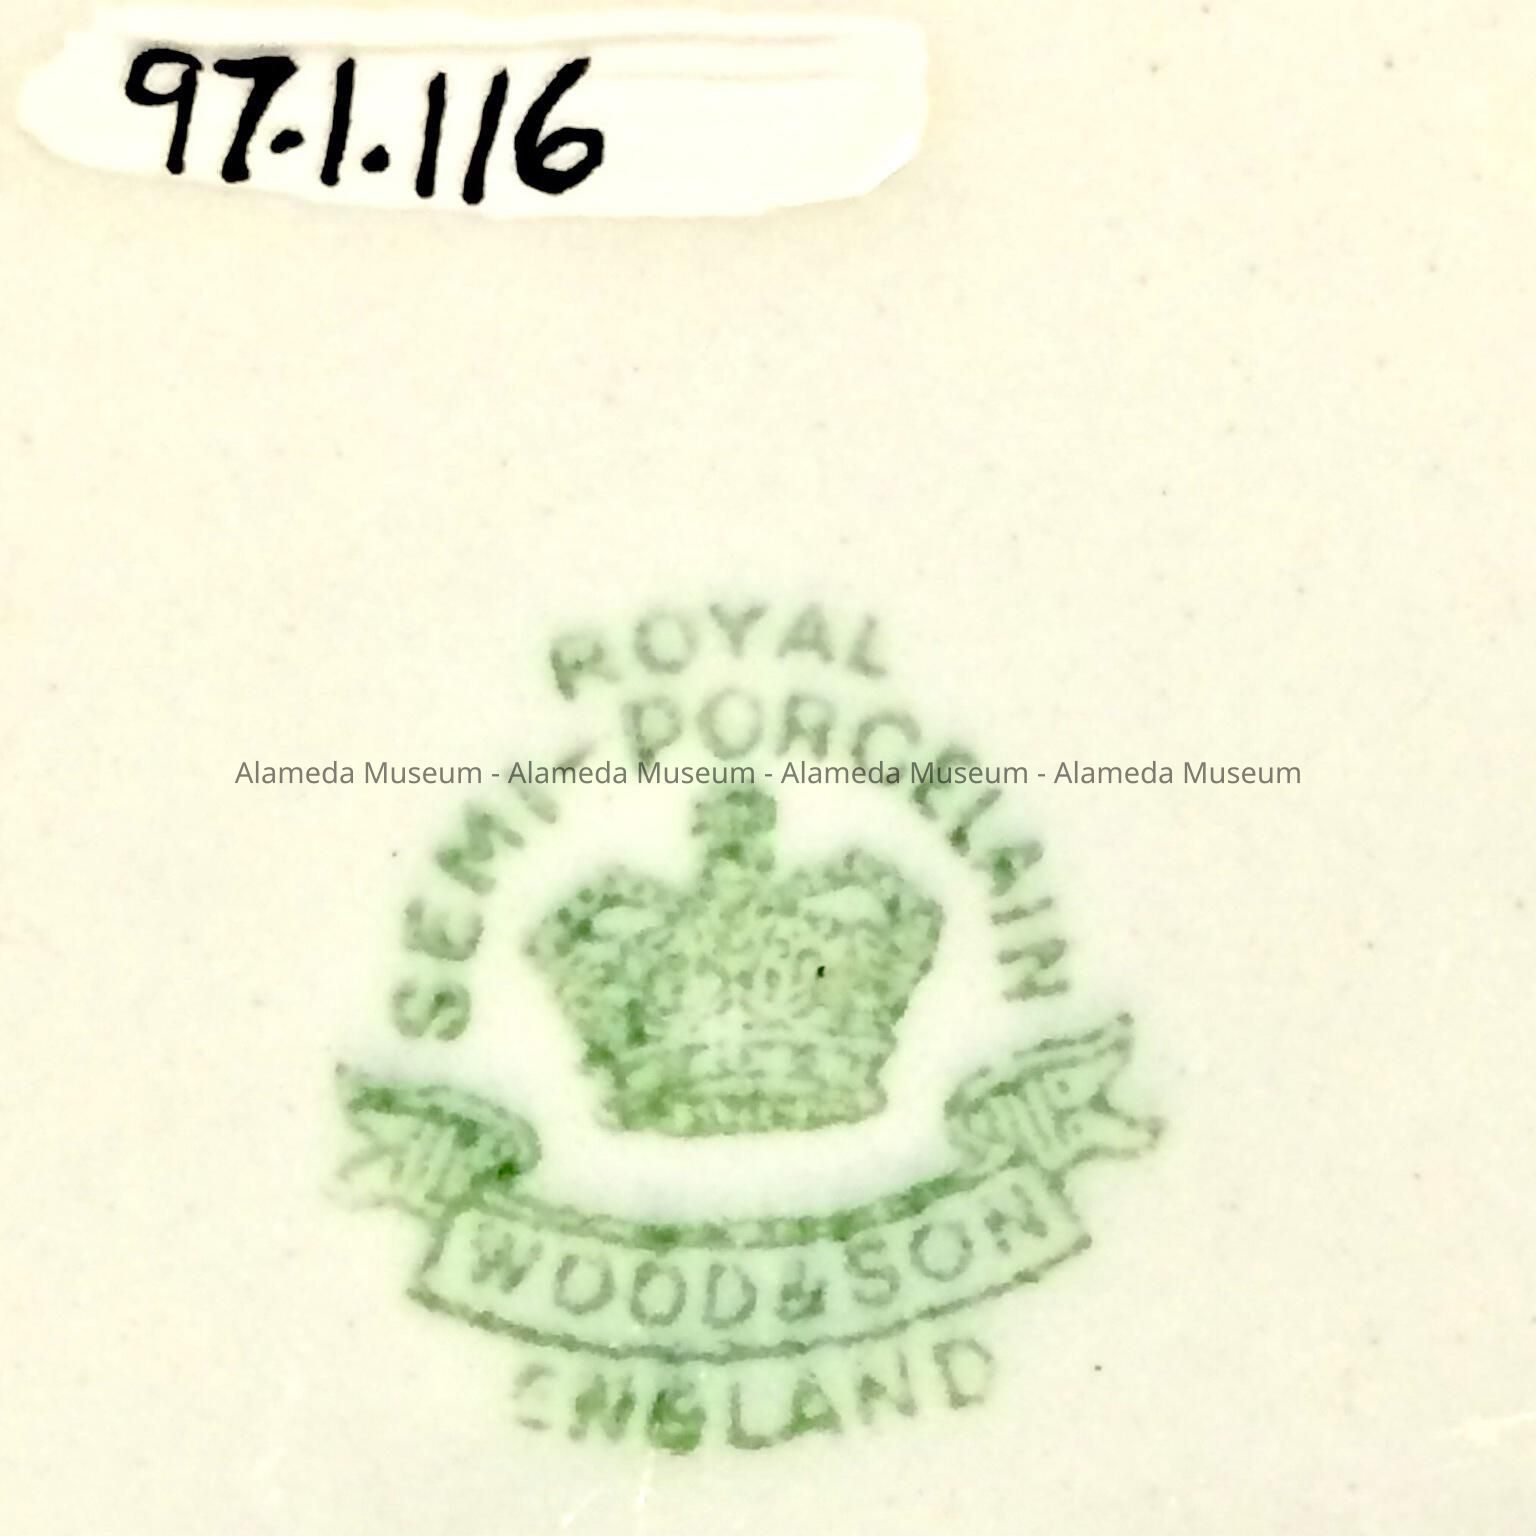 97.1.116
ROYAL
SEMI-PORCELAIN
Alameda Museum - Alameda Museum - Alameda Museum - Alameda Museum
WOOD & SON
ENGLAND